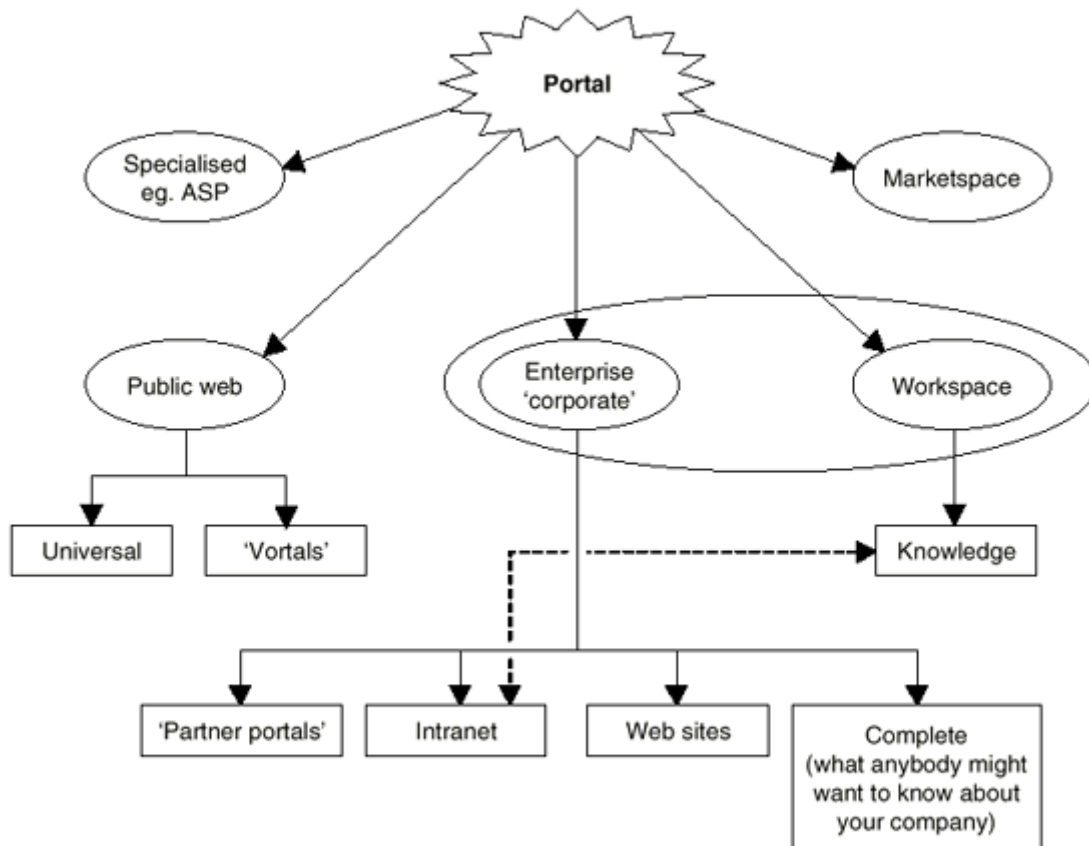 Portal
Specialised
eg. ASP
Marketspace
Public web
Enterprise
‘corporate’
Workspace
Universal
‘Vortals’
Knowledge
‘Partner portals’
Intranet
Web sites
Complete
(what anybody might
want to know about
your company)